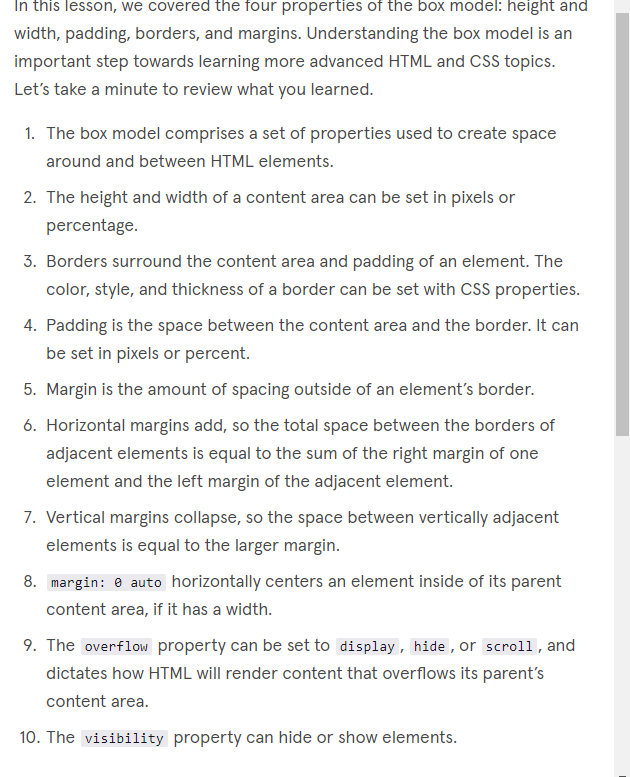 In this lesson, we covered the four properties of the box model: height and
width, padding, borders, and margins. Understanding the box model is an
important step towards learning more advanced HTML and CSS topics.
Let’s take a minute to review what you learned.
1. The box model comprises a set of properties used to create space
around and between HTML elements.
2. The height and width of a content area can be set in pixels or
percentage.
3. Borders surround the content area and padding of an element. The
color, style, and thickness of a border can be set with CSS properties.
4. Padding is the space between the content area and the border. It can
be set in pixels or percent.
5. Margin is the amount of spacing outside of an element’s border.
6. Horizontal margins add, so the total space between the borders of
adjacent elements is equal to the sum of the right margin of one
element and the left margin of the adjacent element.
7. Vertical margins collapse, so the space between vertically adjacent
elements is equal to the larger margin.
8. margin: 0 auto horizontally centers an element inside of its parent
content area, if it has a width.
9. The overflow property can be set to display, hide, or scroll, and
dictates how HTML will render content that overflows its parent’s
content area.
10. The visibility property can hide or show elements.